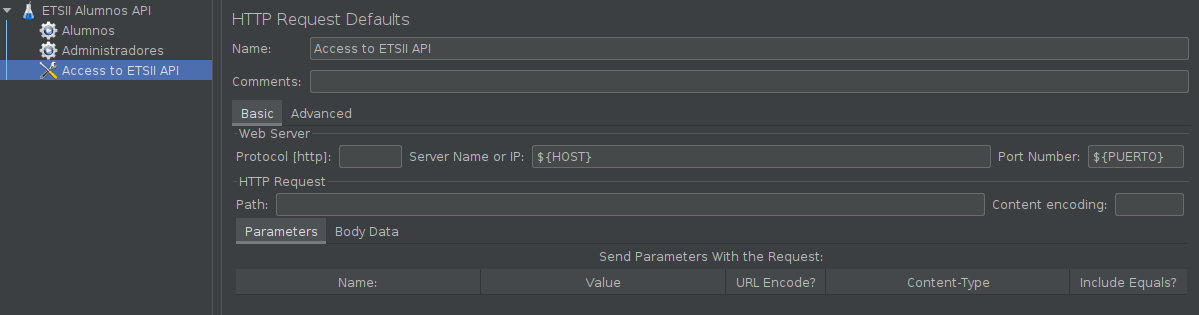 ETSII Alumnos API
Alumnos
Administradores
Access to ETSII API
HTTP Request Defaults
Name: Access to ETSII API
Comments:
Basic Advanced
Web Server
Protocol [http]: Server Name or IP: ${HOST} Port Number: ${PUERTO}
HTTP Request
Path: Content encoding:
Parameters Body Data
Send Parameters With the Request:
Name: Value URL Encode? Content-Type Include Equals?